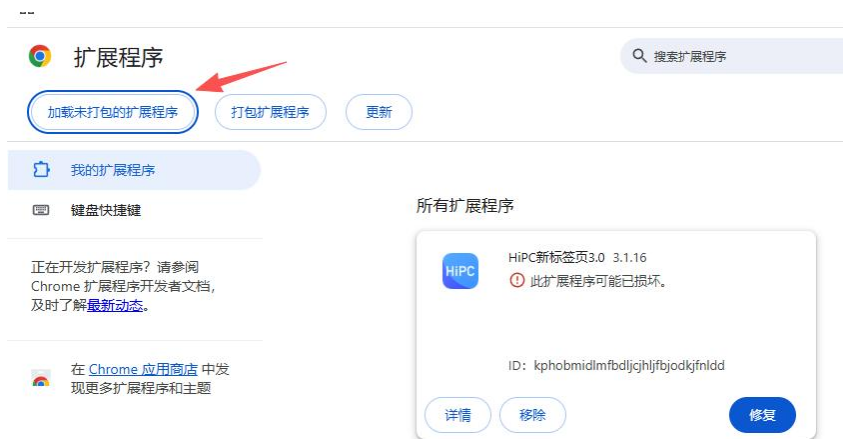 扩展程序
搜索扩展程序
加载未打包的扩展程序
打包扩展程序
更新
我的扩展程序
键盘快捷键
正在开发扩展程序？请参阅
Chrome 扩展程序开发者文档，
及时了解最新动态。
在 Chrome 应用商店 中发
现更多扩展程序和主题
所有扩展程序
HiPC
HiPC新标签页3.0 3.1.16
此扩展程序可能已损坏。
ID：kphobmidlmfbdljcjhljfbjodkjfnldd
详情
移除
修复